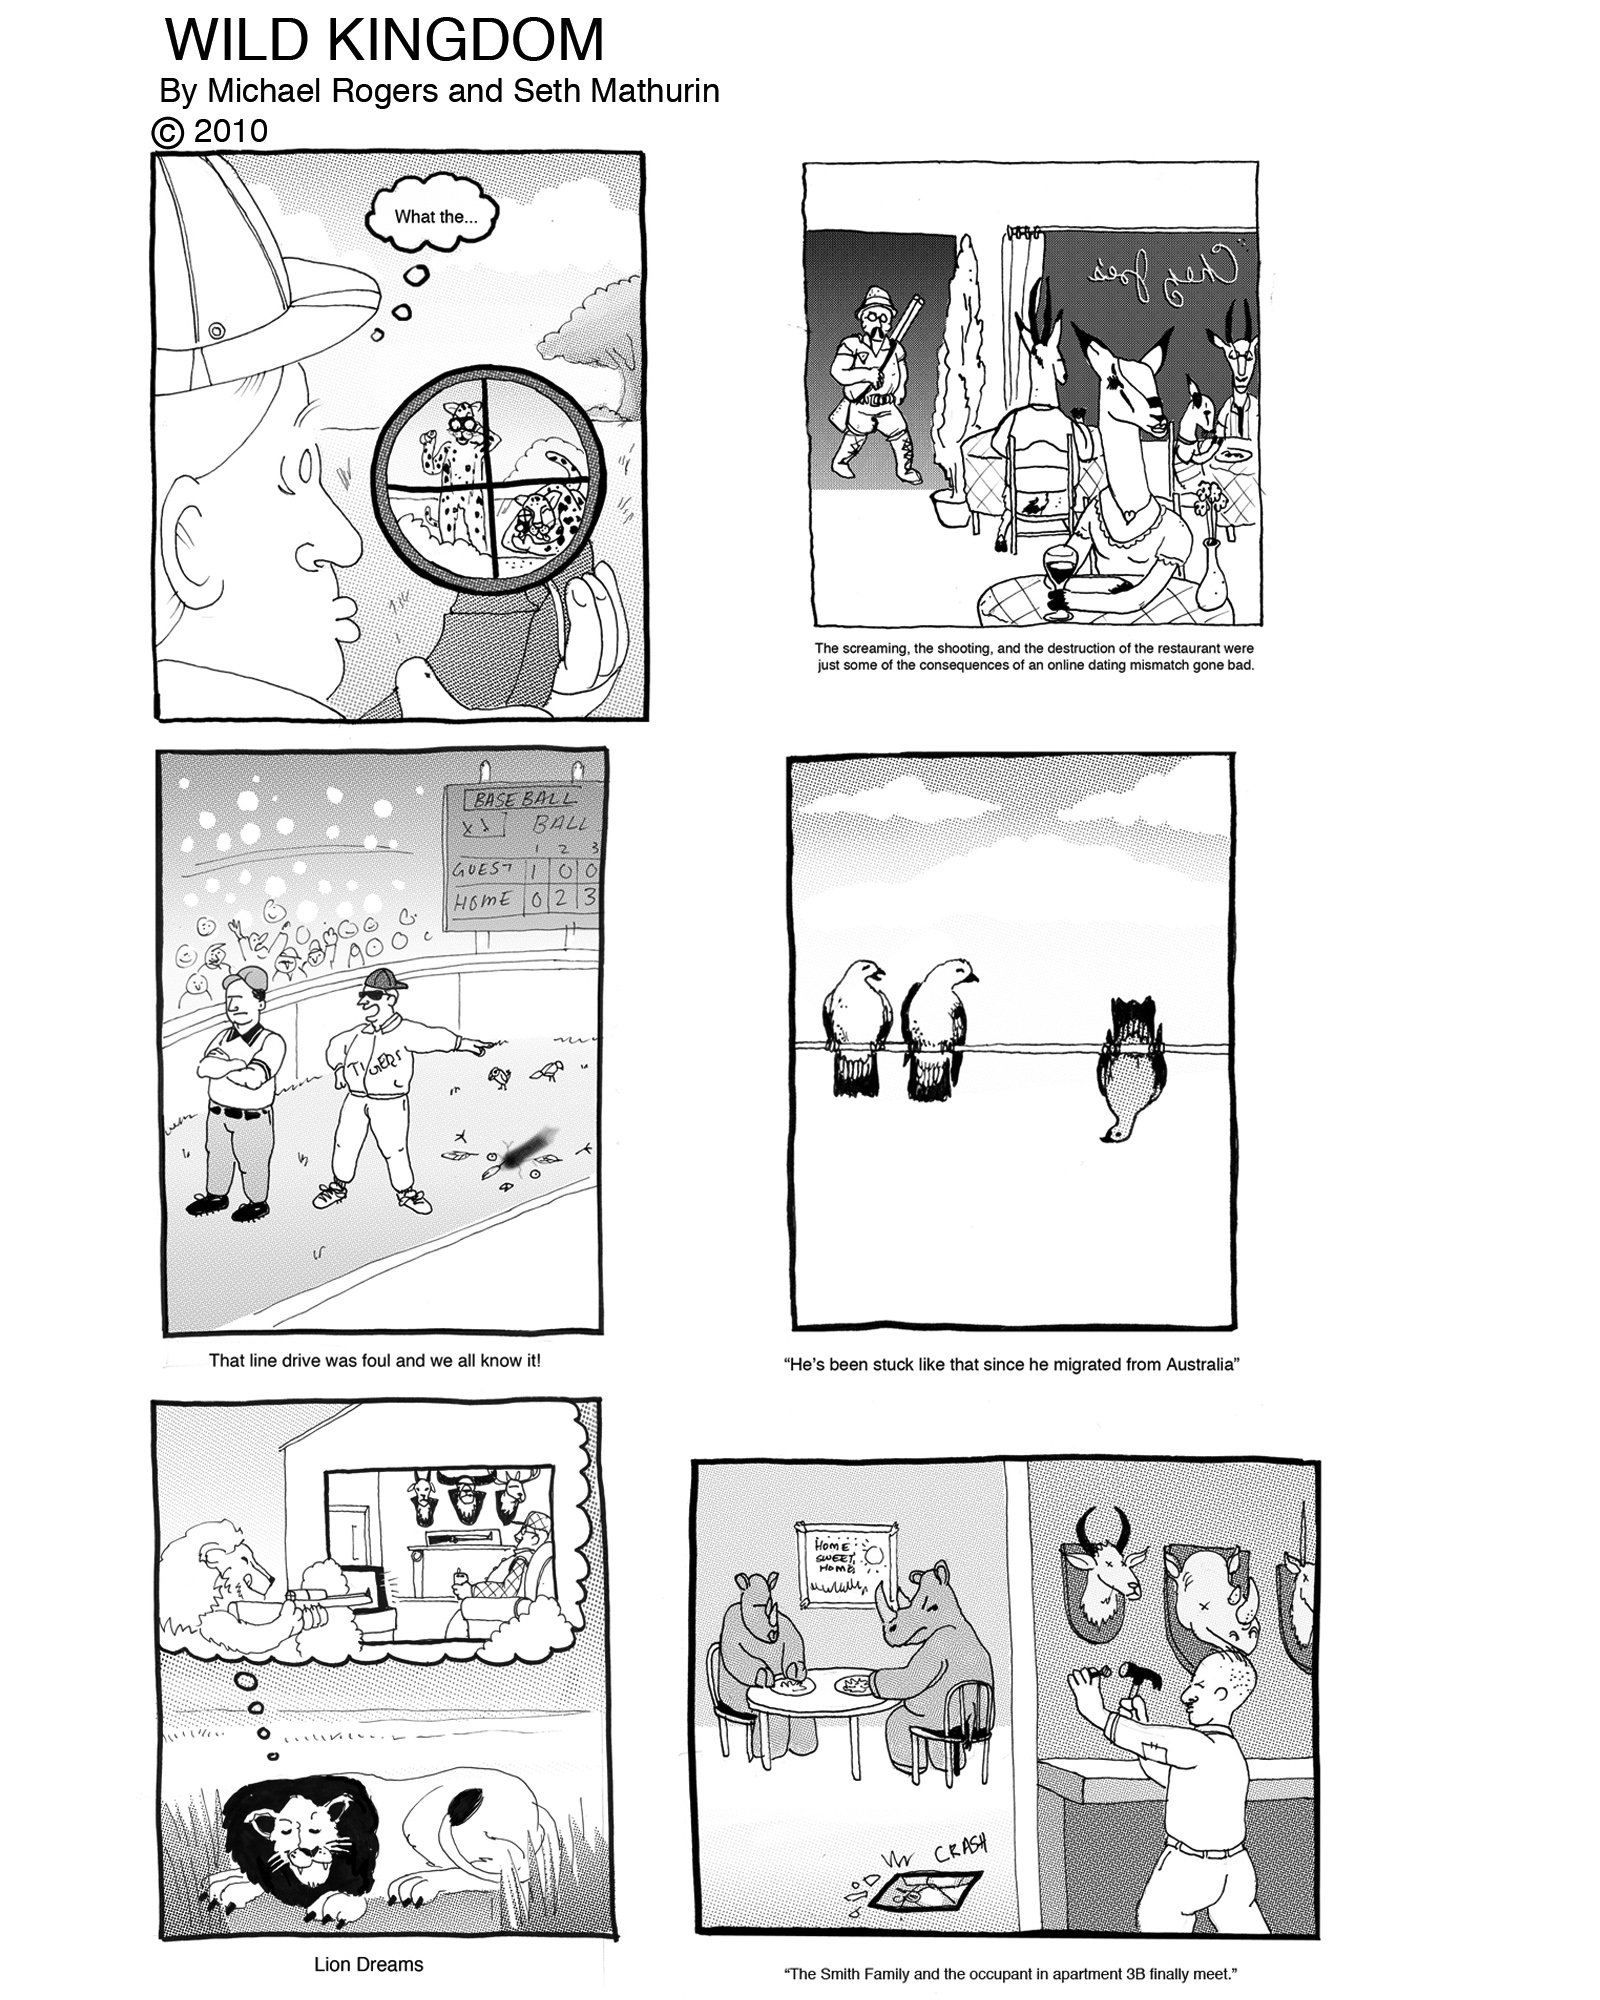 WILD KINGDOM
By Michael Rogers and Seth Mathurin
© 2010
What the...
Chez Joe's
The screaming, the shooting, and the destruction of the restaurant were
just some of the consequences of an online dating mismatch gone bad.
BASEBALL
BALL
1 2 3
GUEST 1 0 0
HOME 0 2 3
TIGERS
That line drive was foul and we all know it!
“He’s been stuck like that since he migrated from Australia”
Lion Dreams
HOME
SWEET
HOME
CRASH
“The Smith Family and the occupant in apartment 3B finally meet.”